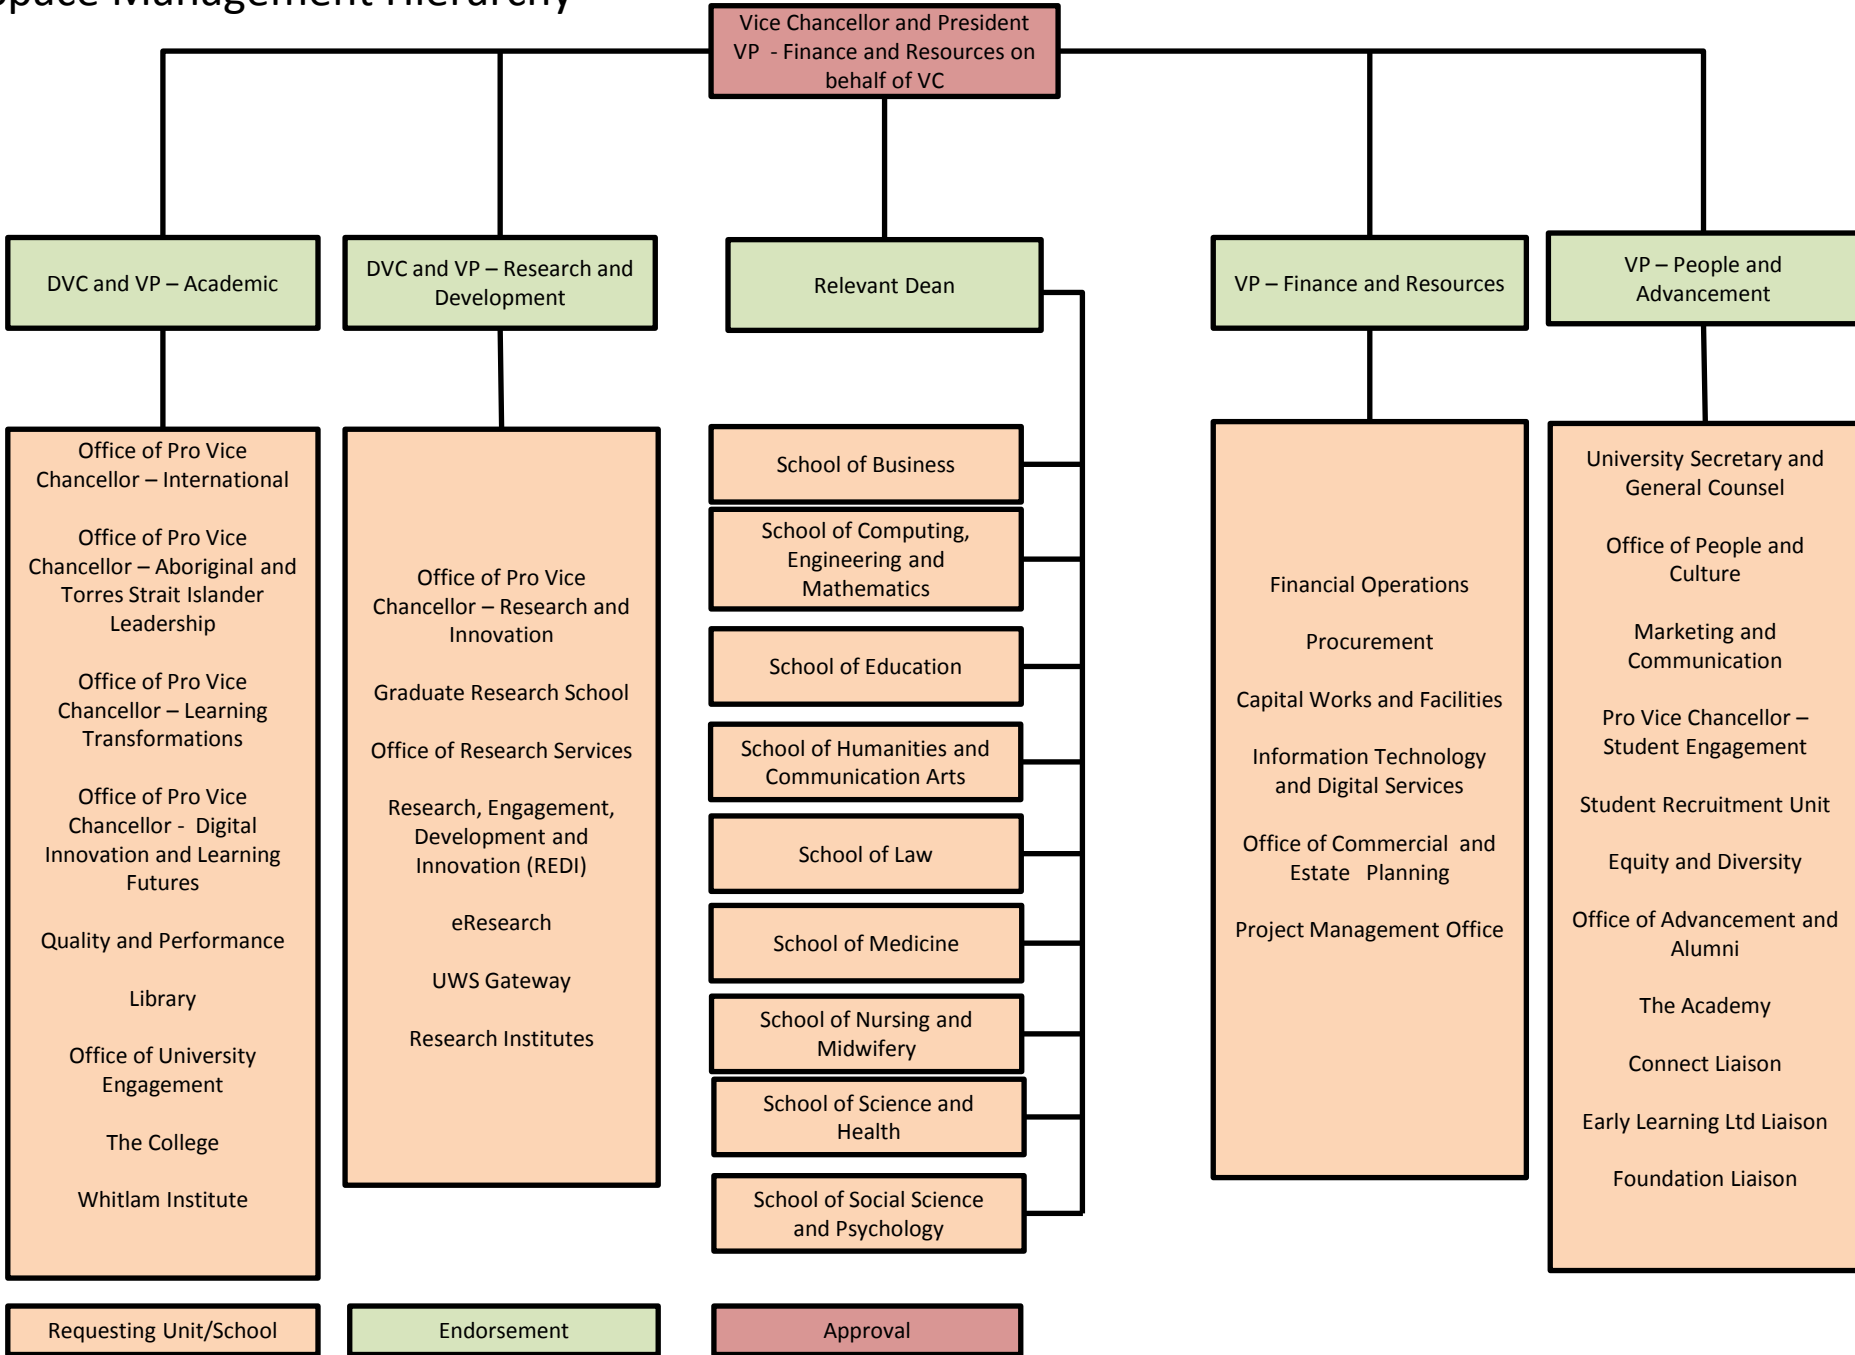 Space Management Hierarchy
Vice Chancellor and President
VP - Finance and Resources on
behalf of VC
DVC and VP – Academic
DVC and VP – Research and
Development
Relevant Dean
VP – Finance and Resources
VP – People and
Advancement
Office of Pro Vice
Chancellor – International
Office of Pro Vice
Chancellor – Aboriginal and
Torres Strait Islander
Leadership
Office of Pro Vice
Chancellor – Learning
Transformations
Office of Pro Vice
Chancellor - Digital
Innovation and Learning
Futures
Quality and Performance
Library
Office of University
Engagement
The College
Whitlam Institute
Office of Pro Vice
Chancellor – Research and
Innovation
Graduate Research School
Office of Research Services
Research, Engagement,
Development and
Innovation (REDI)
eResearch
UWS Gateway
Research Institutes
School of Business
School of Computing,
Engineering and
Mathematics
School of Education
School of Humanities and
Communication Arts
School of Law
School of Medicine
School of Nursing and
Midwifery
School of Science and
Health
School of Social Science
and Psychology
Financial Operations
Procurement
Capital Works and Facilities
Information Technology
and Digital Services
Office of Commercial and
Estate Planning
Project Management Office
University Secretary and
General Counsel
Office of People and
Culture
Marketing and
Communication
Pro Vice Chancellor –
Student Engagement
Student Recruitment Unit
Equity and Diversity
Office of Advancement and
Alumni
The Academy
Connect Liaison
Early Learning Ltd Liaison
Foundation Liaison
Requesting Unit/School
Endorsement
Approval